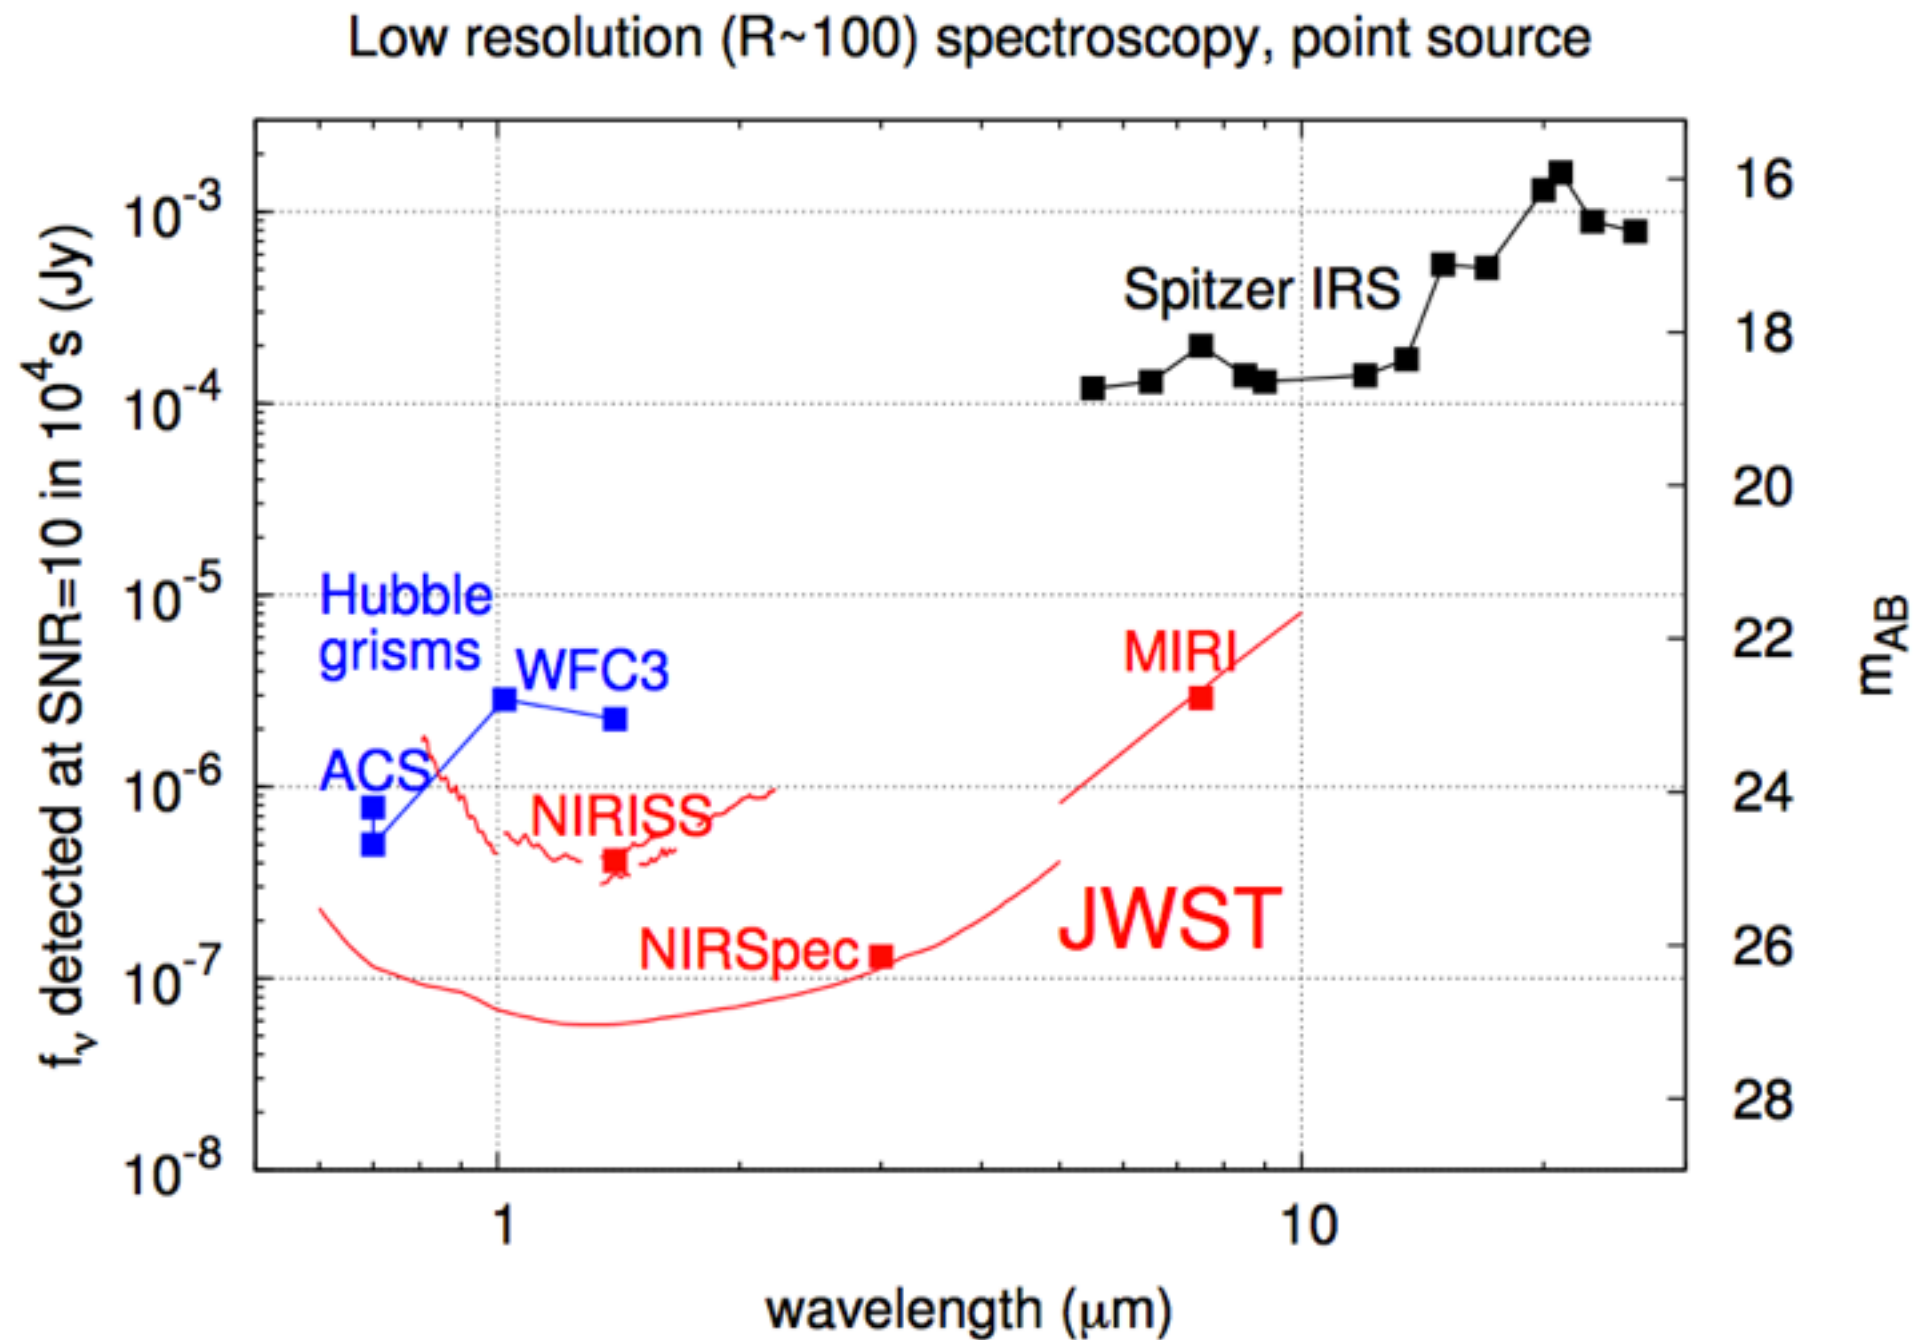 Low resolution (R~100) spectroscopy, point source
f_ν detected at SNR=10 in 10^4s (Jy)
10^-3
10^-4
10^-5
10^-6
10^-7
10^-8
Spitzer IRS
Hubble
grisms
WFC3
ACS
NIRISS
NIRSpec
MIRI
JWST
16
18
20
22
24
26
28
m_AB
1
10
wavelength (μm)